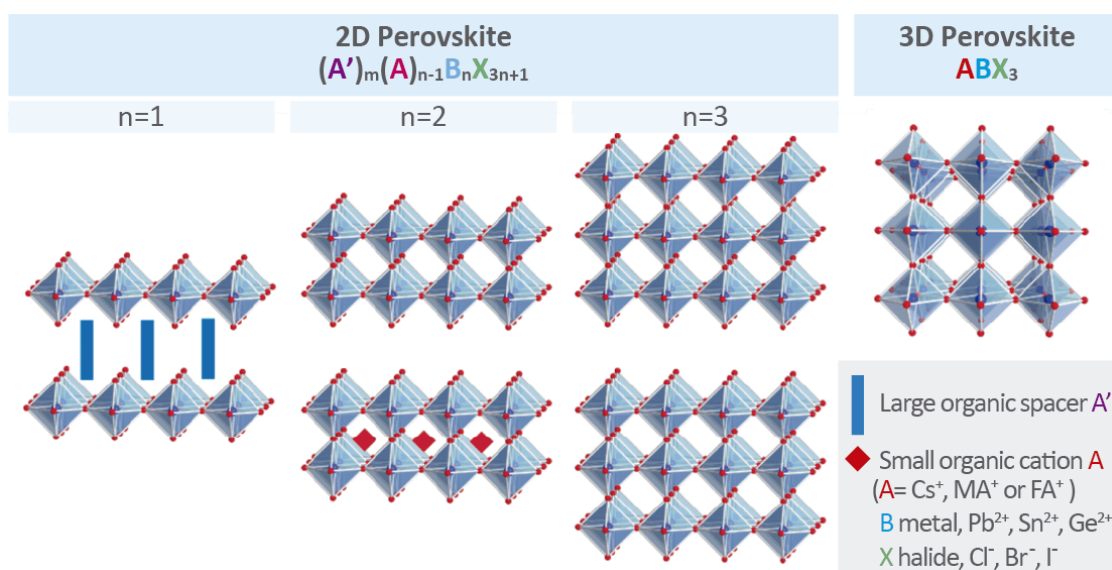 2D Perovskite
(A')ₘ(A)ₙ₋₁BₙX₃ₙ₊₁
3D Perovskite
ABX₃
n=1
n=2
n=3
Large organic spacer A'
Small organic cation A
(A= Cs⁺, MA⁺ or FA⁺ )
B metal, Pb²⁺, Sn²⁺, Ge²⁺
X halide, Cl⁻, Br⁻, I⁻